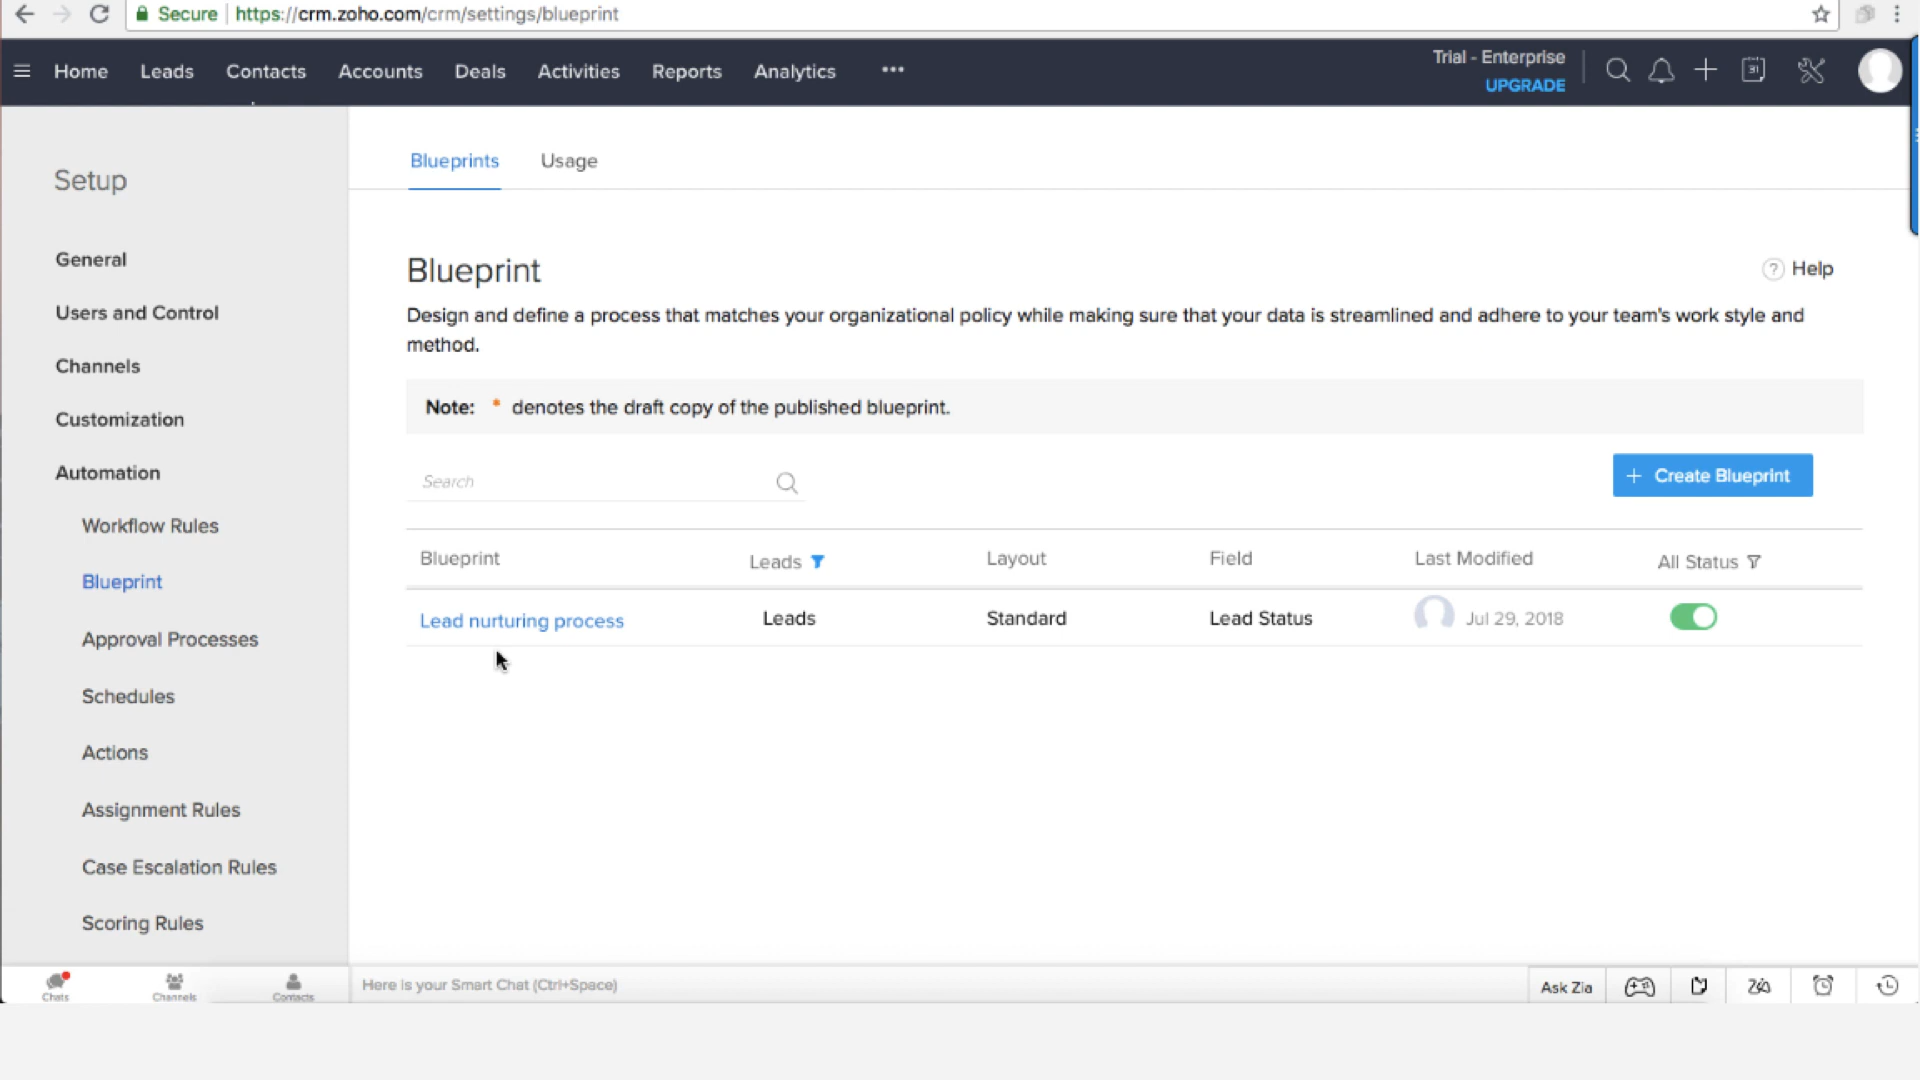 Secure https://crm.zoho.com/crm/settings/blueprint
Home Leads Contacts Accounts Deals Activities Reports Analytics •••
Trial - Enterprise
UPGRADE
31
Setup
General
Users and Control
Channels
Customization
Automation
Workflow Rules
Blueprint
Approval Processes
Schedules
Actions
Assignment Rules
Case Escalation Rules
Scoring Rules
Blueprints Usage
Blueprint
? Help
Design and define a process that matches your organizational policy while making sure that your data is streamlined and adhere to your team's work style and
method.
Note: * denotes the draft copy of the published blueprint.
Search
+ Create Blueprint
Blueprint Leads Layout Field Last Modified All Status
Lead nurturing process Leads Standard Lead Status Jul 29, 2018
Chats Channels Contacts Here is your Smart Chat (Ctrl+Space) Ask Zia